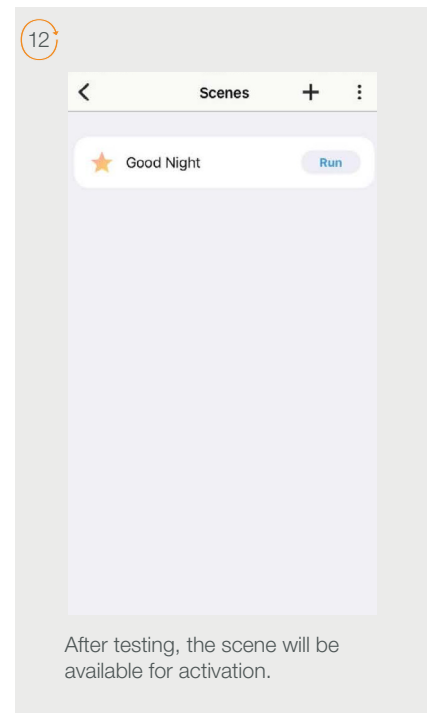 12
Scenes
Good Night Run
After testing, the scene will be
available for activation.